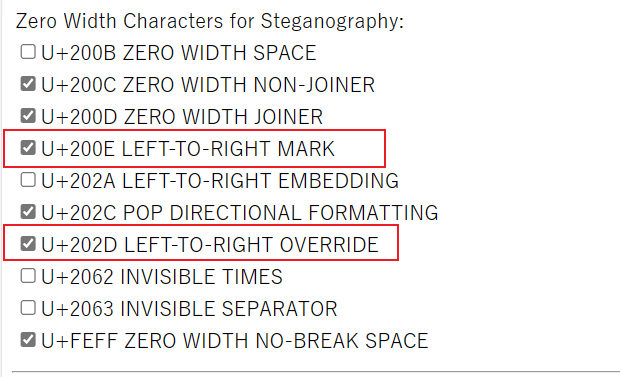 Zero Width Characters for Steganography:
U+200B ZERO WIDTH SPACE
U+200C ZERO WIDTH NON-JOINER
U+200D ZERO WIDTH JOINER
U+200E LEFT-TO-RIGHT MARK
U+202A LEFT-TO-RIGHT EMBEDDING
U+202C POP DIRECTIONAL FORMATTING
U+202D LEFT-TO-RIGHT OVERRIDE
U+2062 INVISIBLE TIMES
U+2063 INVISIBLE SEPARATOR
U+FEFF ZERO WIDTH NO-BREAK SPACE